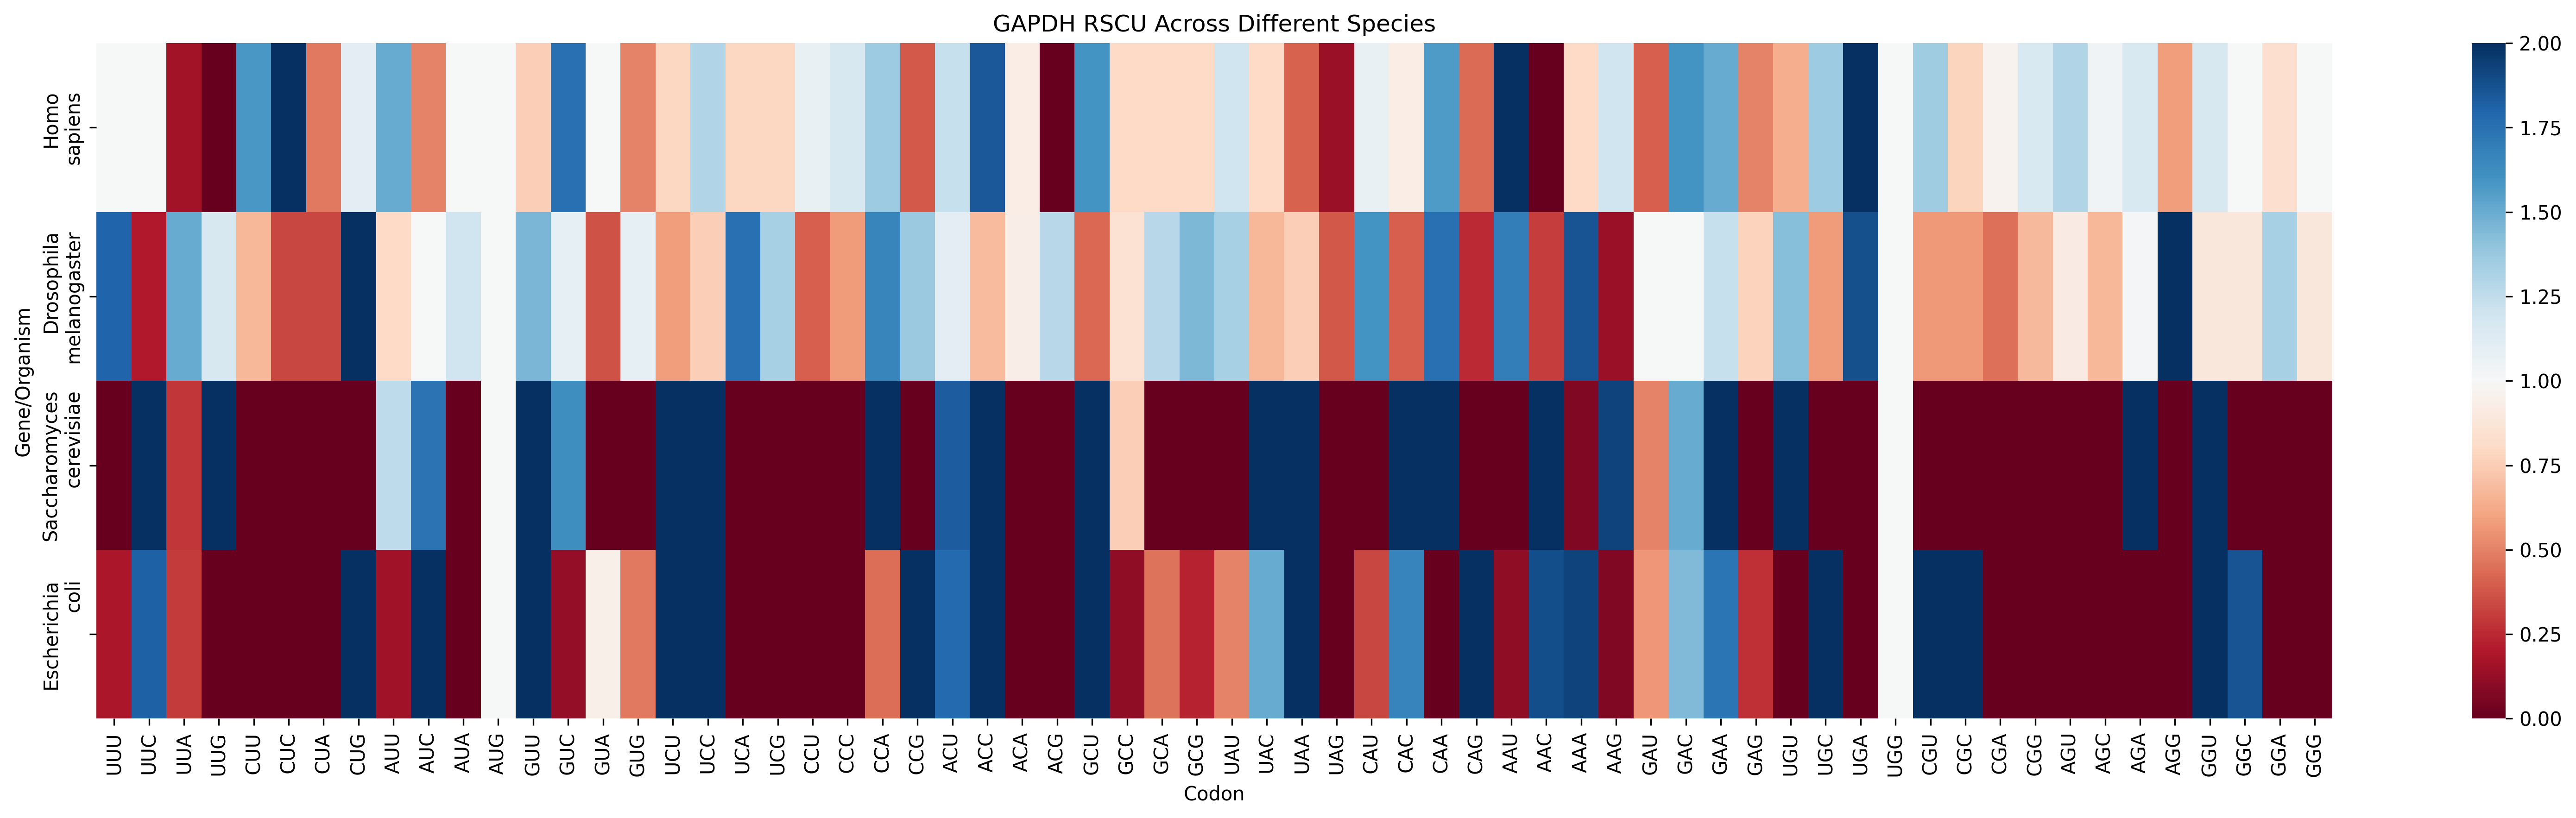 GAPDH RSCU Across Different Species
Gene/Organism
Homo
sapiens
Drosophila
melanogaster
Saccharomyces
cerevisiae
Escherichia
coli
UUU UUC UUA UUG CUU CUC CUA CUG AUU AUC AUA AUG GUU GUC GUA GUG UCU UCC UCA UCG CCU CCC CCA CCG ACU ACC ACA ACG GCU GCC GCA GCG UAU UAC UAA UAG CAU CAC CAA CAG AAU AAC AAA AAG GAU GAC GAA GAG UGU UGC UGA UGG CGU CGC CGA CGG AGU AGC AGA AGG GGU GGC GGA GGG
Codon
2.00
1.75
1.50
1.25
1.00
0.75
0.50
0.25
0.00